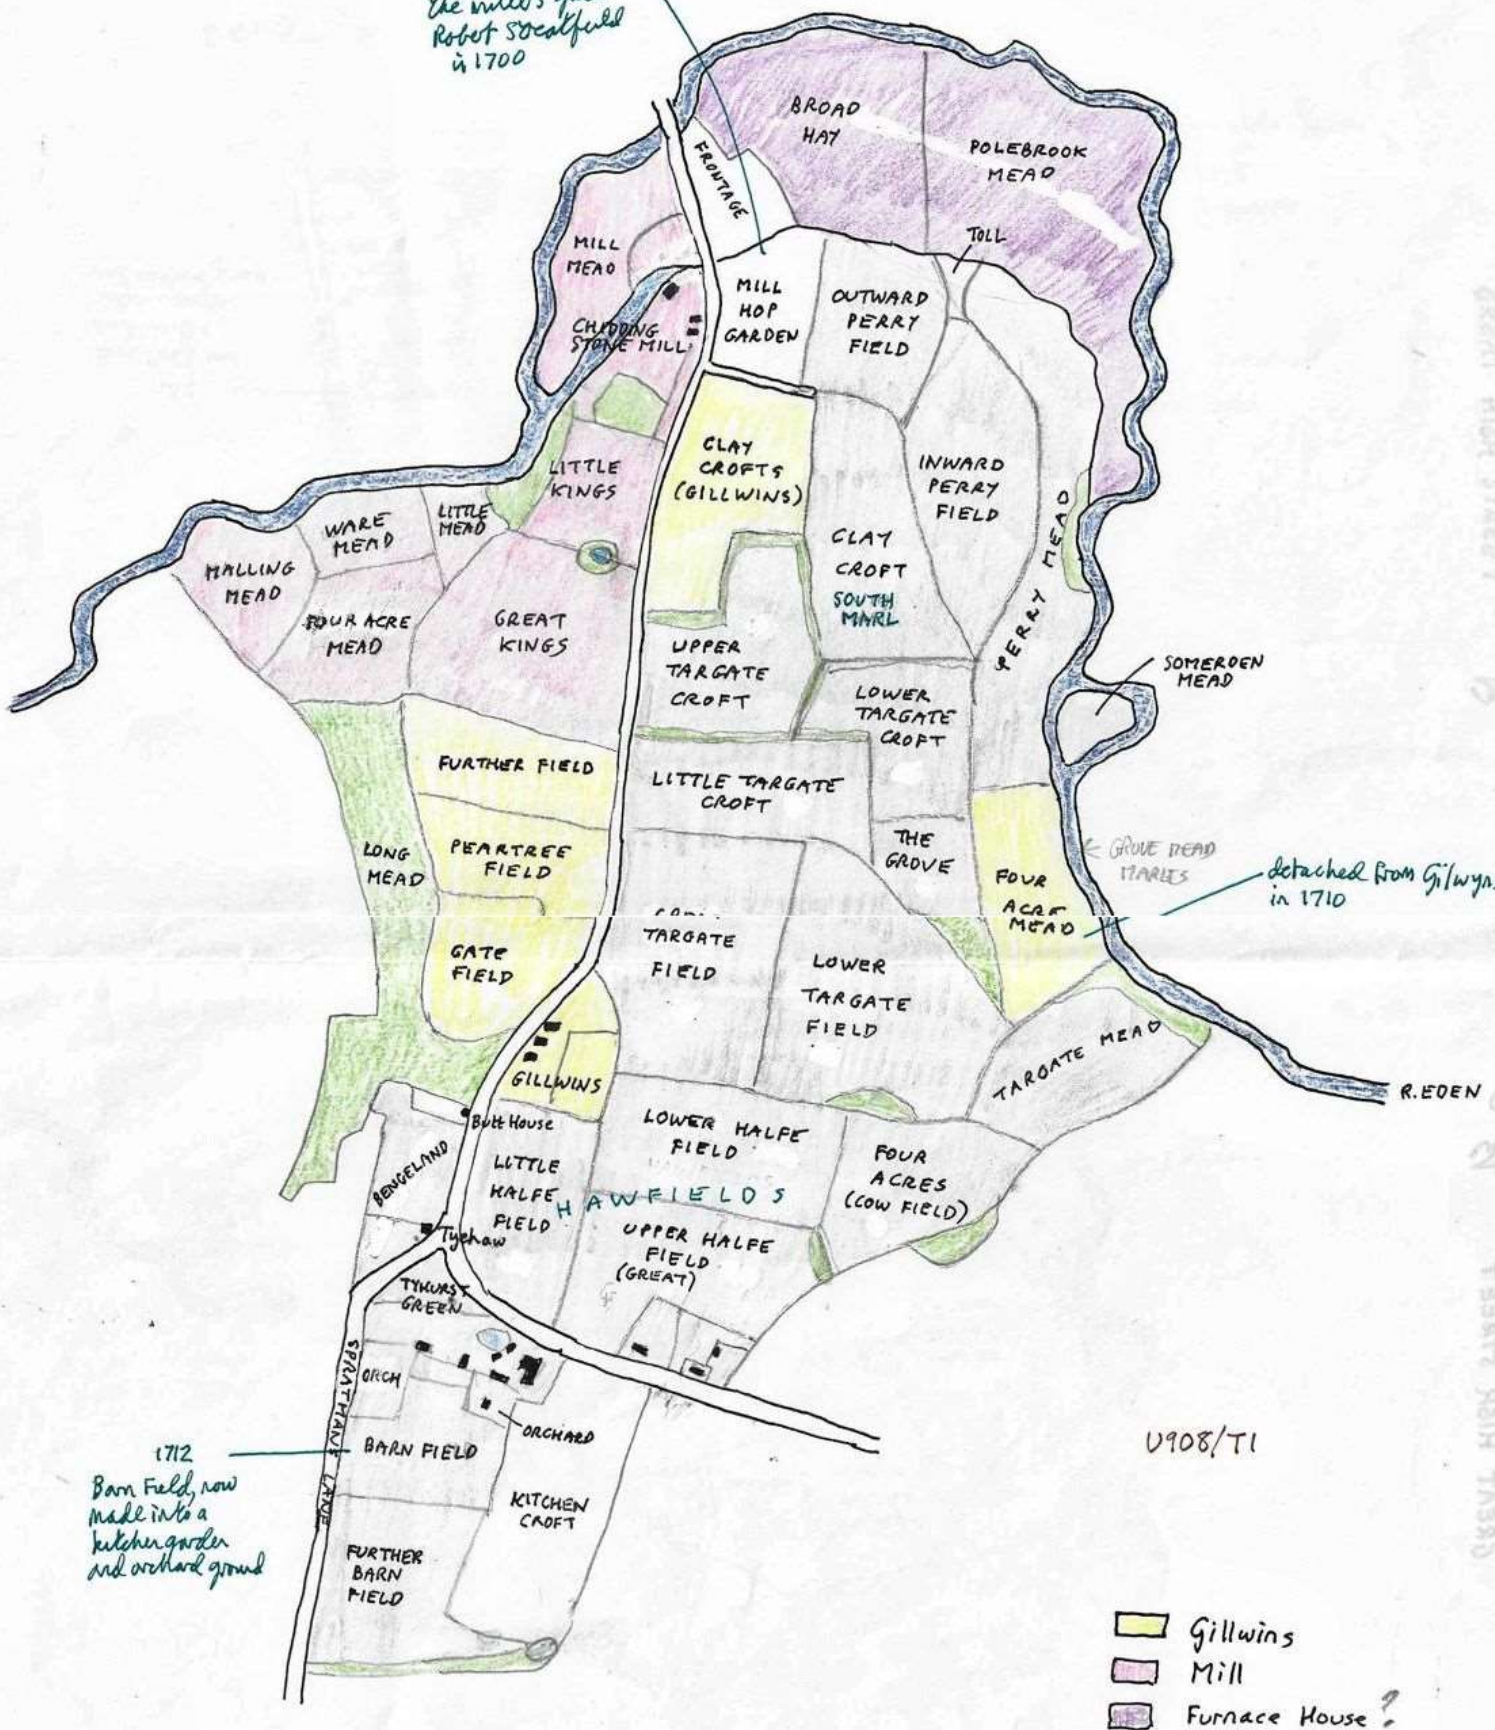 the
Robert Streatfeild
in 1700
BROAD
HAY
POLEBROOK
MEAD
FRONTAGE
TOLL
MILL
MEAD
MILL
HOP
GARDEN
OUTWARD
PERRY
FIELD
CHIDDING
STONE MILL
CLAY
CROFTS
(GILLWINS)
LITTLE
KINGS
INWARD
PERRY
FIELD
WARE
MEAD
LITTLE
MEAD
MALLING
MEAD
FOUR ACRE
MEAD
GREAT
KINGS
CLAY
CROFT
SOUTH
MARL
PERRY MEAD
UPPER
TARGATE
CROFT
LOWER
TARGATE
CROFT
SOMERDEN
MEAD
FURTHER FIELD
LITTLE TARGATE
CROFT
LONG
MEAD
PEARTREE
FIELD
THE
GROVE
FOUR
ACRE
MEAD
← GROVE MEAD
MARLES
detached from Gilwyns
in 1710
GATE
FIELD
TARGATE
FIELD
LOWER
TARGATE
FIELD
TARGATE MEAD
R. EDEN
GILLWINS
Butt House
BENGELAND
LITTLE
HALFE
FIELD
LOWER HALFE
FIELD
HAWFIELDS
FOUR
ACRES
(COW FIELD)
UPPER HALFE
FIELD
(GREAT)
Tyehaw
TYHURST
GREEN
SPRATMANS LANE
ORCH
ORCHARD
BARN FIELD
1712
Barn Field, now
made into a
kitchen garden
and orchard ground
KITCHEN
CROFT
FURTHER
BARN
FIELD
U908/T1
Gillwins
Mill
Furnace House ?